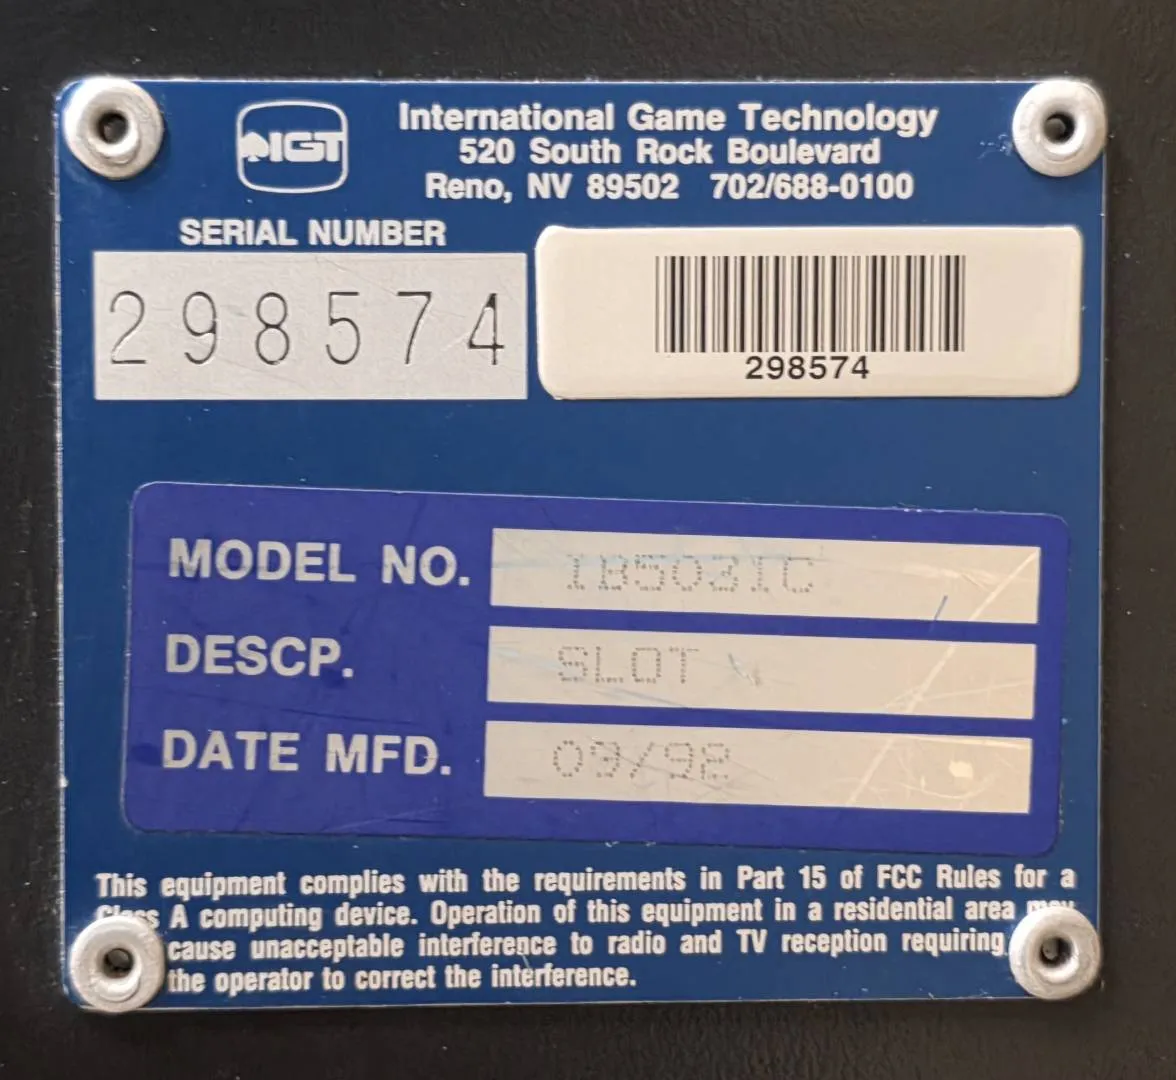 IGT
International Game Technology
520 South Rock Boulevard
Reno, NV 89502 702/688-0100
SERIAL NUMBER
298574
298574
MODEL NO.
DESCP. SLOT
DATE MFD. 09/98
This equipment complies with the requirements in Part 15 of FCC Rules for a
Class A computing device. Operation of this equipment in a residential area may
cause unacceptable interference to radio and TV reception requiring
the operator to correct the interference.